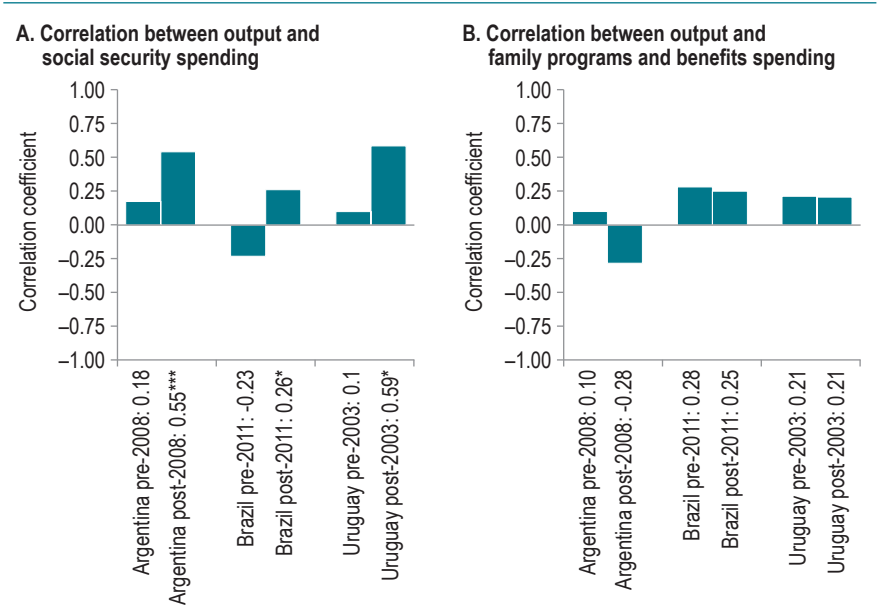 A. Correlation between output and
social security spending
Correlation coefficient
1.00
0.75
0.50
0.25
0.00
–0.25
–0.50
–0.75
–1.00
Argentina pre-2008: 0.18
Argentina post-2008: 0.55***
Brazil pre-2011: -0.23
Brazil post-2011: 0.26*
Uruguay pre-2003: 0.1
Uruguay post-2003: 0.59*
B. Correlation between output and
family programs and benefits spending
Correlation coefficient
1.00
0.75
0.50
0.25
0.00
–0.25
–0.50
–0.75
–1.00
Argentina pre-2008: 0.10
Argentina post-2008: -0.28
Brazil pre-2011: 0.28
Brazil post-2011: 0.25
Uruguay pre-2003: 0.21
Uruguay post-2003: 0.21